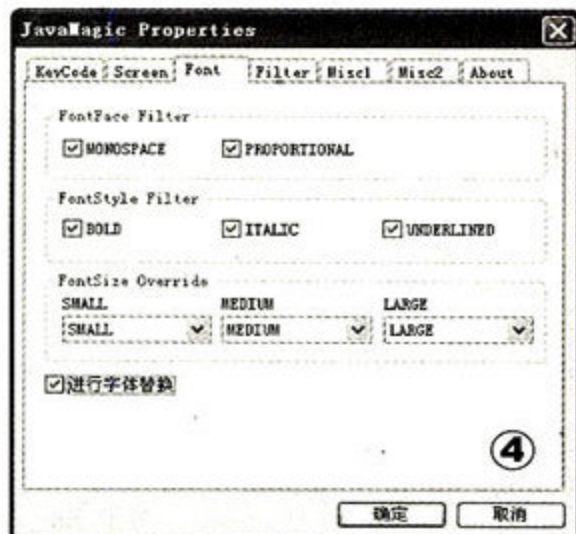 JavaMagic Properties
KeyCode Screen Font Filter Misc1 Misc2 About
FontFace Filter
MONOSPACE PROPORTIONAL
FontStyle Filter
BOLD ITALIC UNDERLINED
FontSize Override
SMALL MEDIUM LARGE
SMALL MEDIUM LARGE
进行字体替换
④
确定 取消